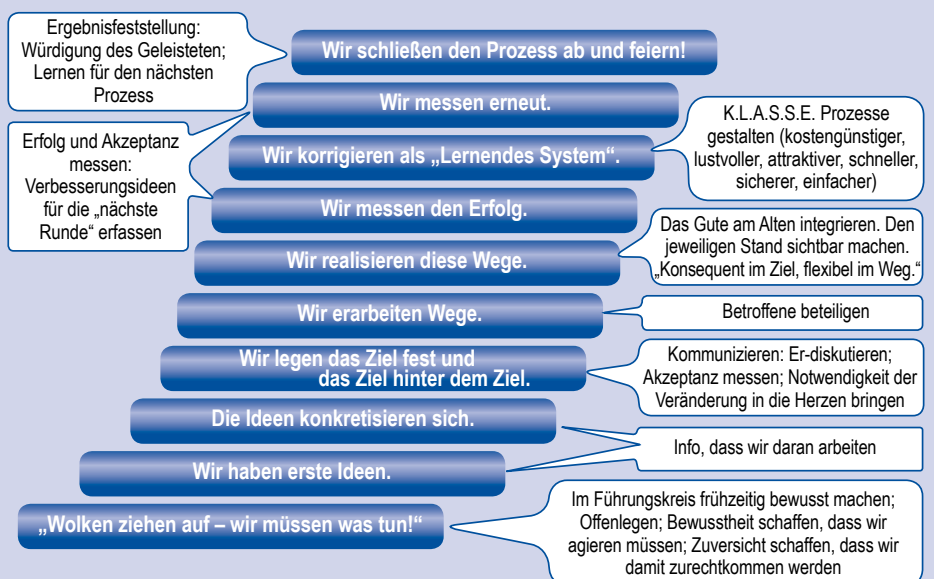 Ergebnisfeststellung:
Würdigung des Geleisteten;
Lernen für den nächsten
Prozess
Wir schließen den Prozess ab und feiern!
Wir messen erneut.
K.L.A.S.S.E. Prozesse
gestalten (kostengünstiger,
lustvoller, attraktiver, schneller,
sicherer, einfacher)
Erfolg und Akzeptanz
messen:
Verbesserungsideen
für die „nächste
Runde“ erfassen
Wir korrigieren als „Lernendes System“.
Wir messen den Erfolg.
Das Gute am Alten integrieren. Den
jeweiligen Stand sichtbar machen.
„Konsequent im Ziel, flexibel im Weg.“
Wir realisieren diese Wege.
Wir erarbeiten Wege.
Betroffene beteiligen
Wir legen das Ziel fest und
das Ziel hinter dem Ziel.
Kommunizieren: Er-diskutieren;
Akzeptanz messen; Notwendigkeit der
Veränderung in die Herzen bringen
Die Ideen konkretisieren sich.
Info, dass wir daran arbeiten
Wir haben erste Ideen.
„Wolken ziehen auf – wir müssen was tun!“
Im Führungskreis frühzeitig bewusst machen;
Offenlegen; Bewusstheit schaffen, dass wir
agieren müssen; Zuversicht schaffen, dass wir
damit zurechtkommen werden